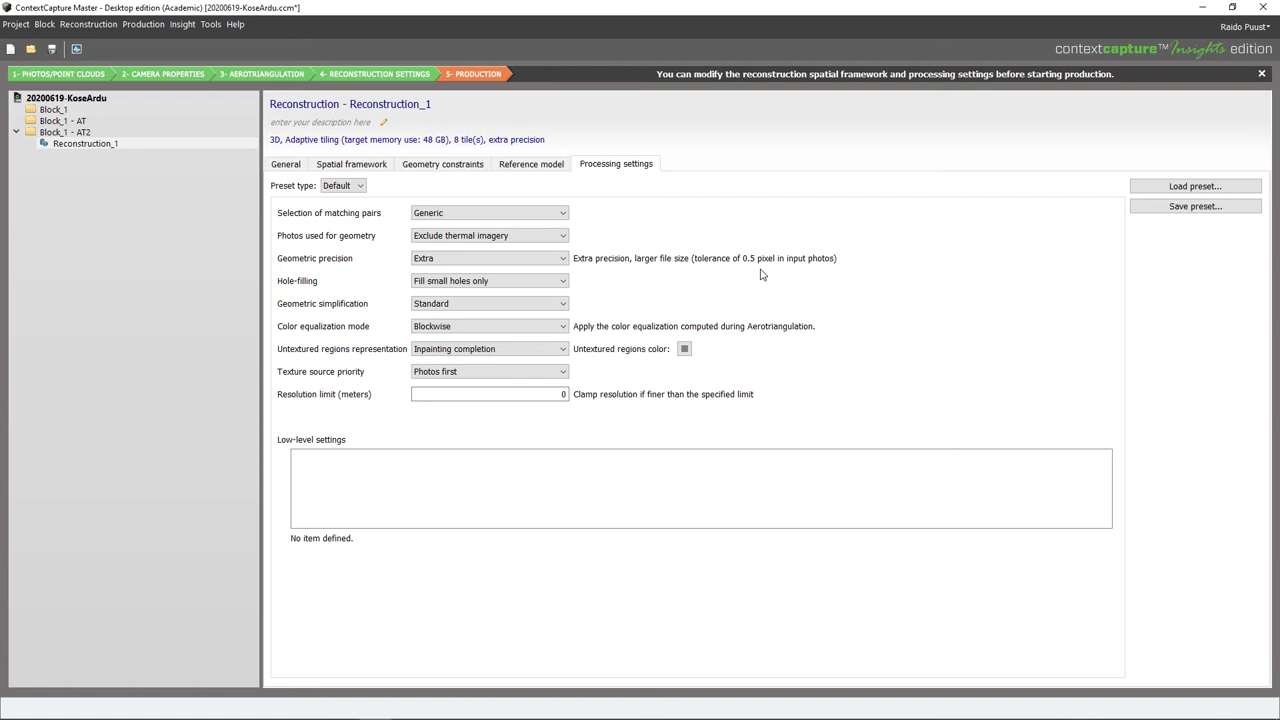 ContextCapture Master - Desktop edition (Academic) [20200619-KoseArdu.ccm*]
Project Block Reconstruction Production Insight Tools Help
Raido Puust
contextcapture™ Insights edition
1- PHOTOS/POINT CLOUDS 2- CAMERA PROPERTIES 3- AEROTRIANGULATION 4- RECONSTRUCTION SETTINGS 5- PRODUCTION
You can modify the reconstruction spatial framework and processing settings before starting production.
20200619-KoseArdu
Block_1
Block_1 - AT
Block_1 - AT2
Reconstruction_1
Reconstruction - Reconstruction_1
enter your description here
3D, Adaptive tiling (target memory use: 48 GB), 8 tile(s), extra precision
General Spatial framework Geometry constraints Reference model Processing settings
Preset type: Default
Load preset...
Save preset...
Selection of matching pairs Generic
Photos used for geometry Exclude thermal imagery
Geometric precision Extra Extra precision, larger file size (tolerance of 0.5 pixel in input photos)
Hole-filling Fill small holes only
Geometric simplification Standard
Color equalization mode Blockwise Apply the color equalization computed during Aerotriangulation.
Untextured regions representation Inpainting completion Untextured regions color:
Texture source priority Photos first
Resolution limit (meters) 0 Clamp resolution if finer than the specified limit
Low-level settings
No item defined.